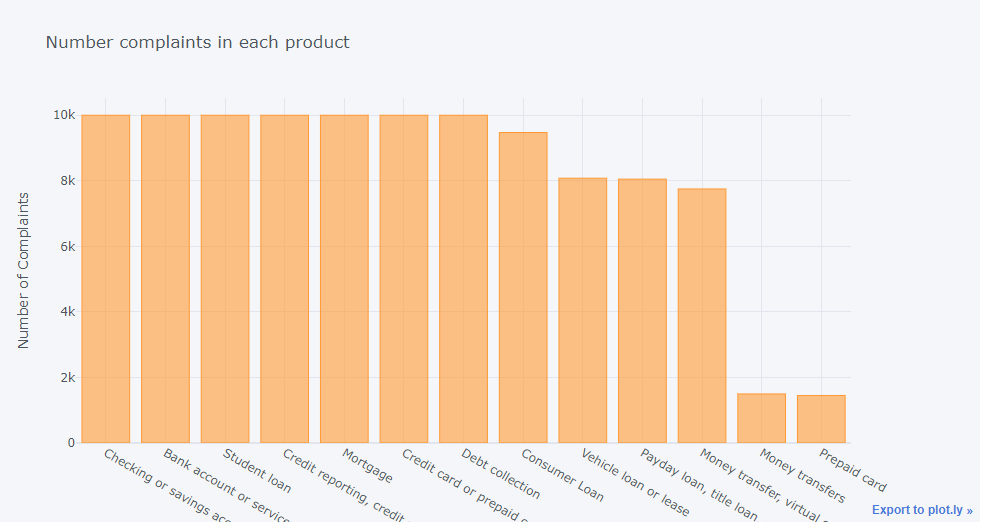 Number complaints in each product
Number of Complaints
10k
8k
6k
4k
2k
0
Checking or savings
Bank account or service
Student loan
Credit reporting, credit
Mortgage
Credit card or prepaid
Debt collection
Consumer Loan
Vehicle loan or lease
Payday loan, title loan
Money transfer, virtual
Money transfers
Prepaid card
Export to plot.ly »